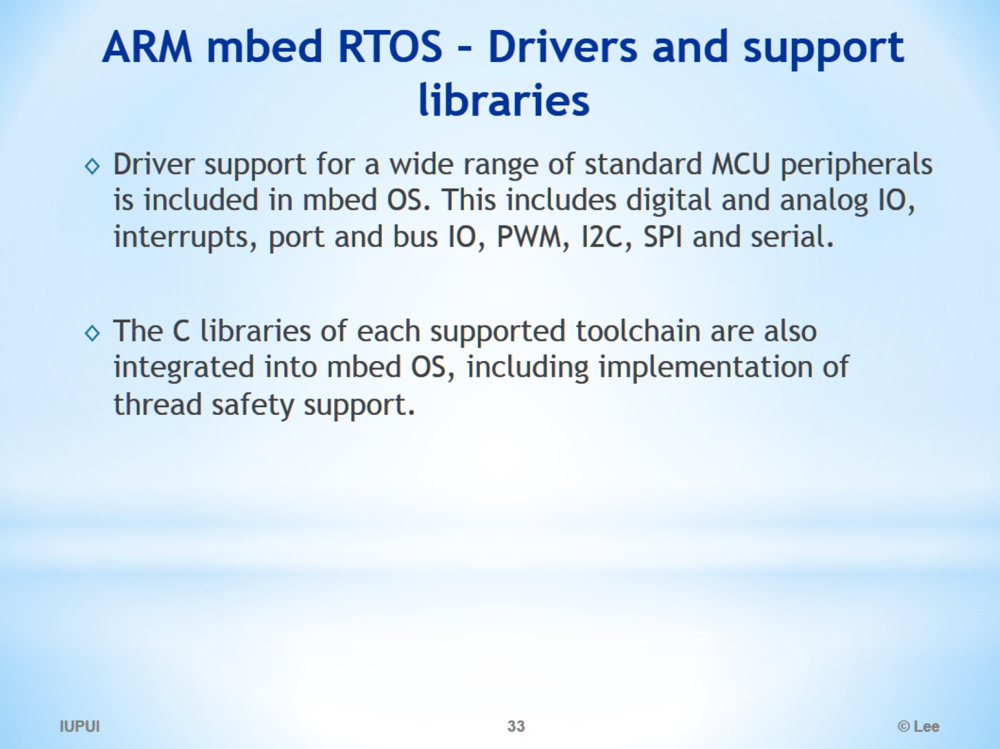 ARM mbed RTOS – Drivers and support
libraries
◇ Driver support for a wide range of standard MCU peripherals
is included in mbed OS. This includes digital and analog IO,
interrupts, port and bus IO, PWM, I2C, SPI and serial.
◇ The C libraries of each supported toolchain are also
integrated into mbed OS, including implementation of
thread safety support.
IUPUI 33 © Lee